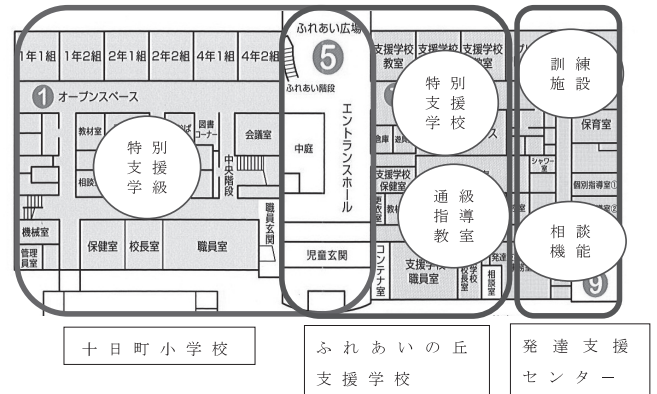 ふれあい広場
5
ふれあい階段
1年1組
1年2組
2年1組
2年2組
4年1組
4年2組
1 オープンスペース
教材室
図書
コーナー
会議室
中央階段
特別
支援
学級
機械室
管理
員室
保健室
校長室
職員室
職員玄関
中庭
エントランスホール
児童玄関
支援学校
教室
支援学校
支援学校
特別
支援
学校
倉庫
支援学校
保健室
更衣室
通級
指導
教室
コンテナ室
支援学校
職員室
相談室
訓練
施設
保育室
シャワー
室
個別指導室①
相談
機能
9
十日町小学校
ふれあいの丘
支援学校
発達支援
センター